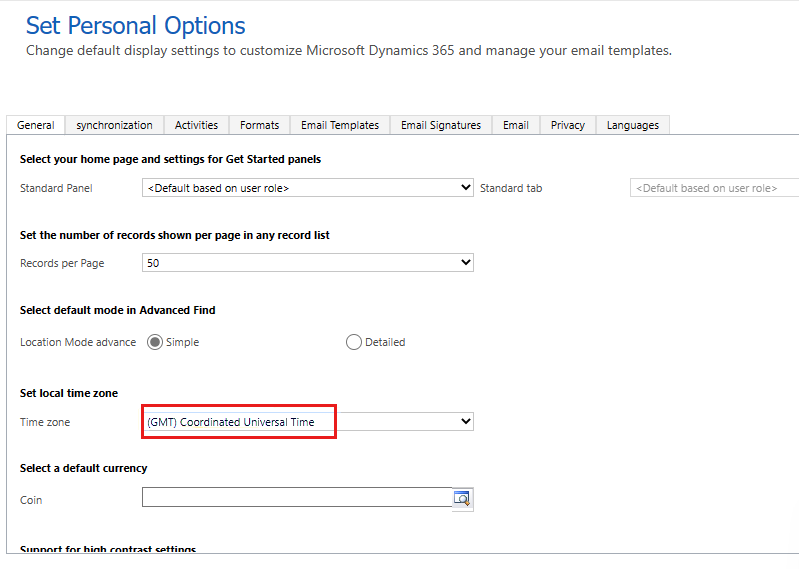 Set Personal Options
Change default display settings to customize Microsoft Dynamics 365 and manage your email templates.
General synchronization Activities Formats Email Templates Email Signatures Email Privacy Languages
Select your home page and settings for Get Started panels
Standard Panel <Default based on user role> Standard tab <Default based on user role>
Set the number of records shown per page in any record list
Records per Page 50
Select default mode in Advanced Find
Location Mode advance Simple Detailed
Set local time zone
Time zone (GMT) Coordinated Universal Time
Select a default currency
Coin
Support for high contrast settings